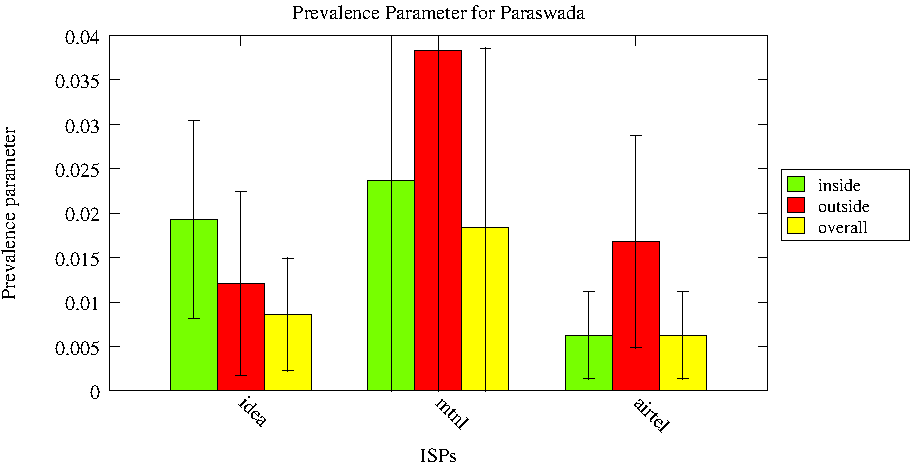 Prevalence Parameter for Paraswada
Prevalence parameter
0.04
0.035
0.03
0.025
0.02
0.015
0.01
0.005
0
idea
mtnl
airtel
ISPs
inside
outside
overall